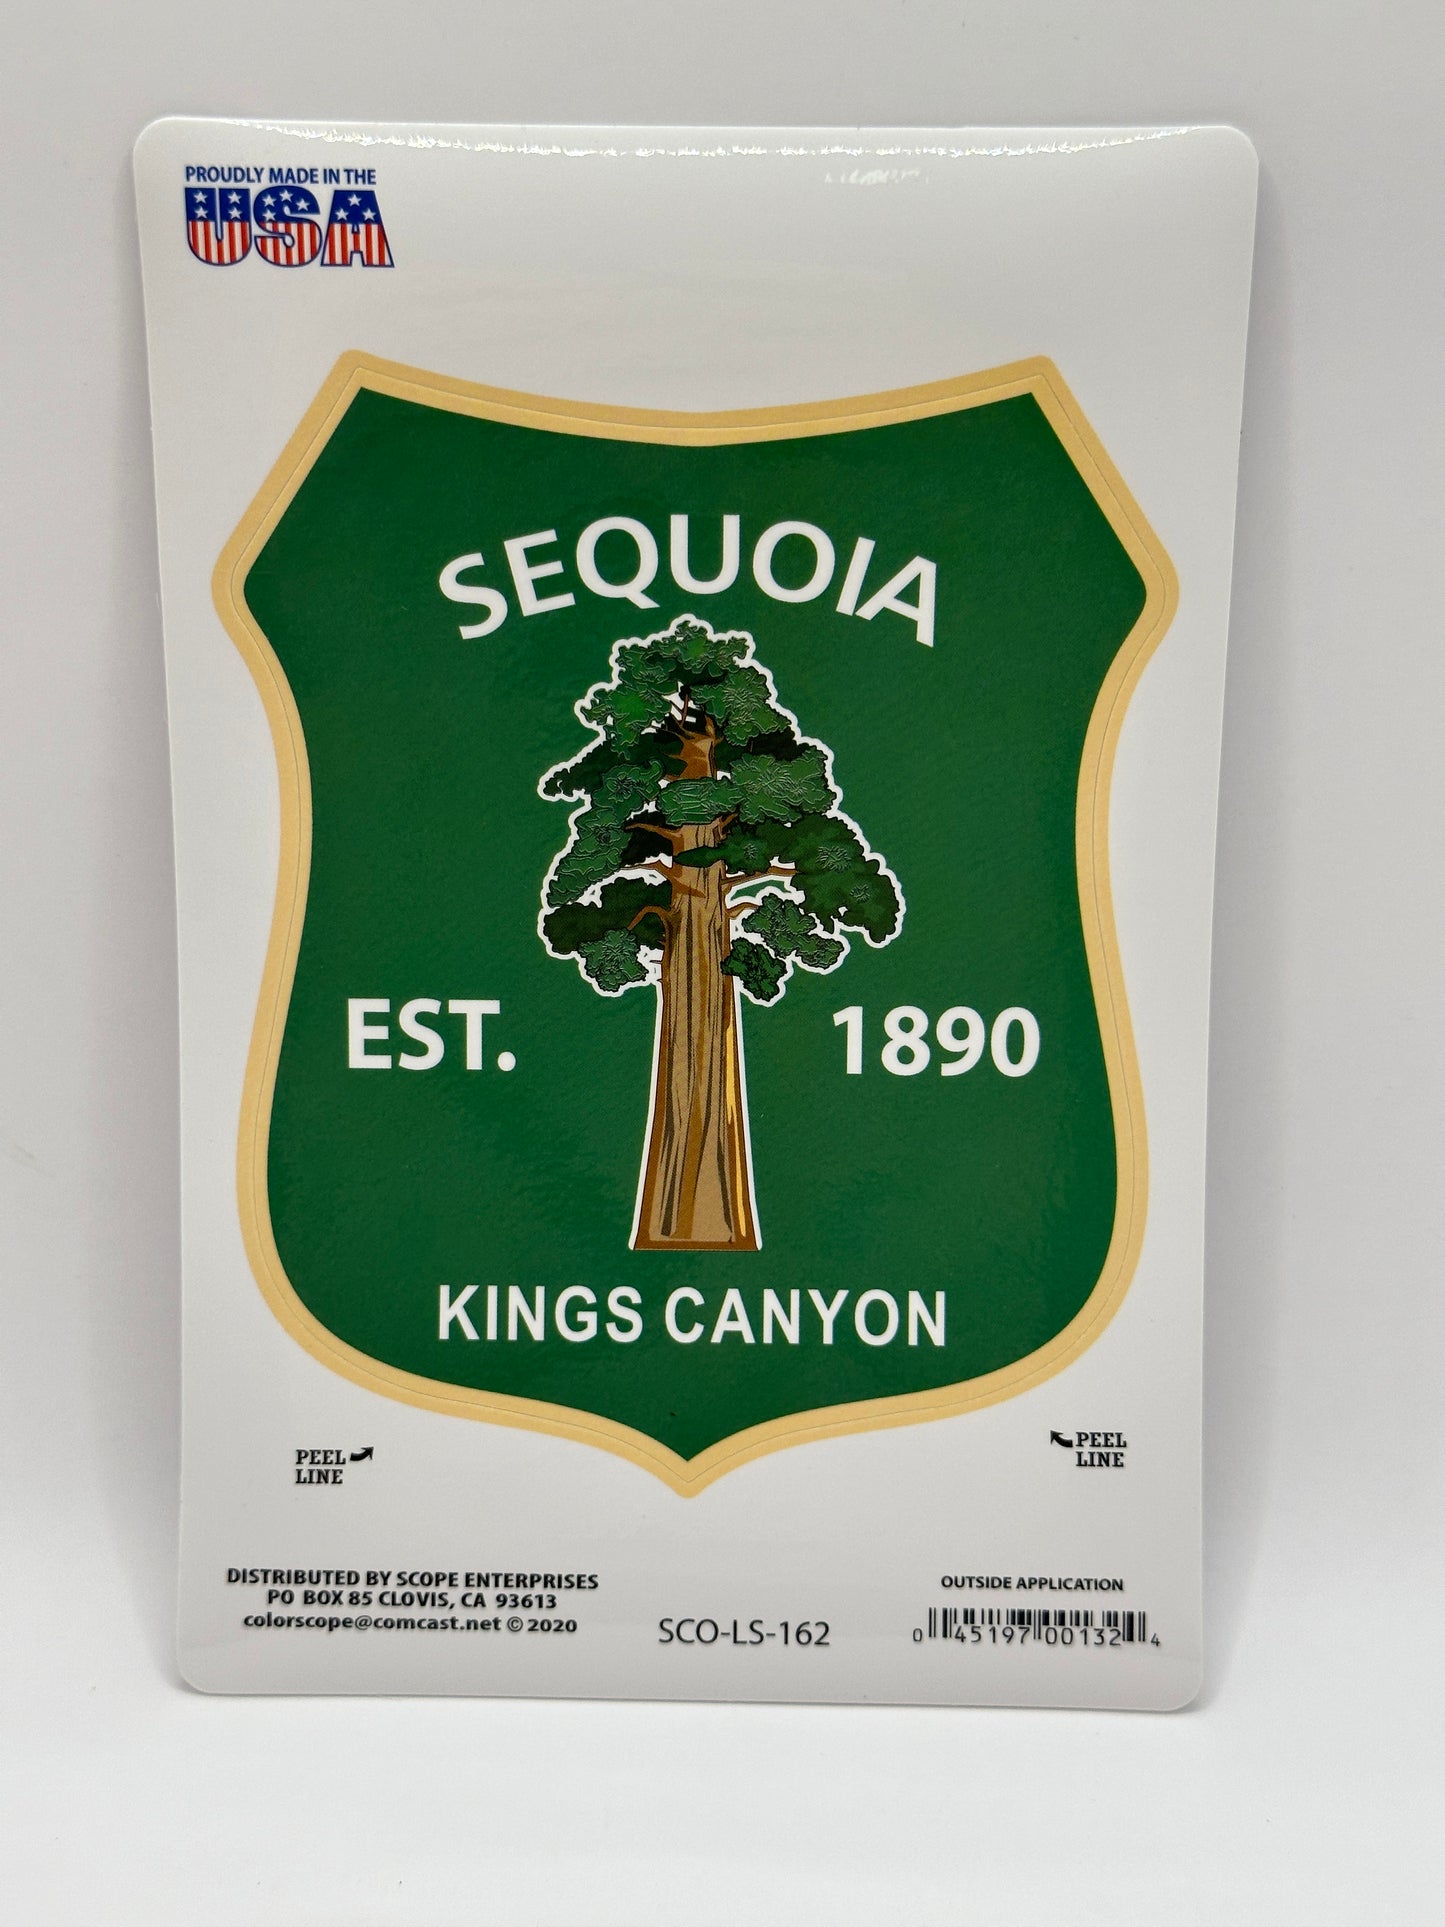 PROUDLY MADE IN THE
USA
SEQUOIA
EST. 1890
KINGS CANYON
PEEL
LINE
PEEL
LINE
DISTRIBUTED BY SCOPE ENTERPRISES
PO BOX 85 CLOVIS, CA 93613
colorscope@comcast.net © 2020
SCO-LS-162
OUTSIDE APPLICATION
0 45197 00132 4